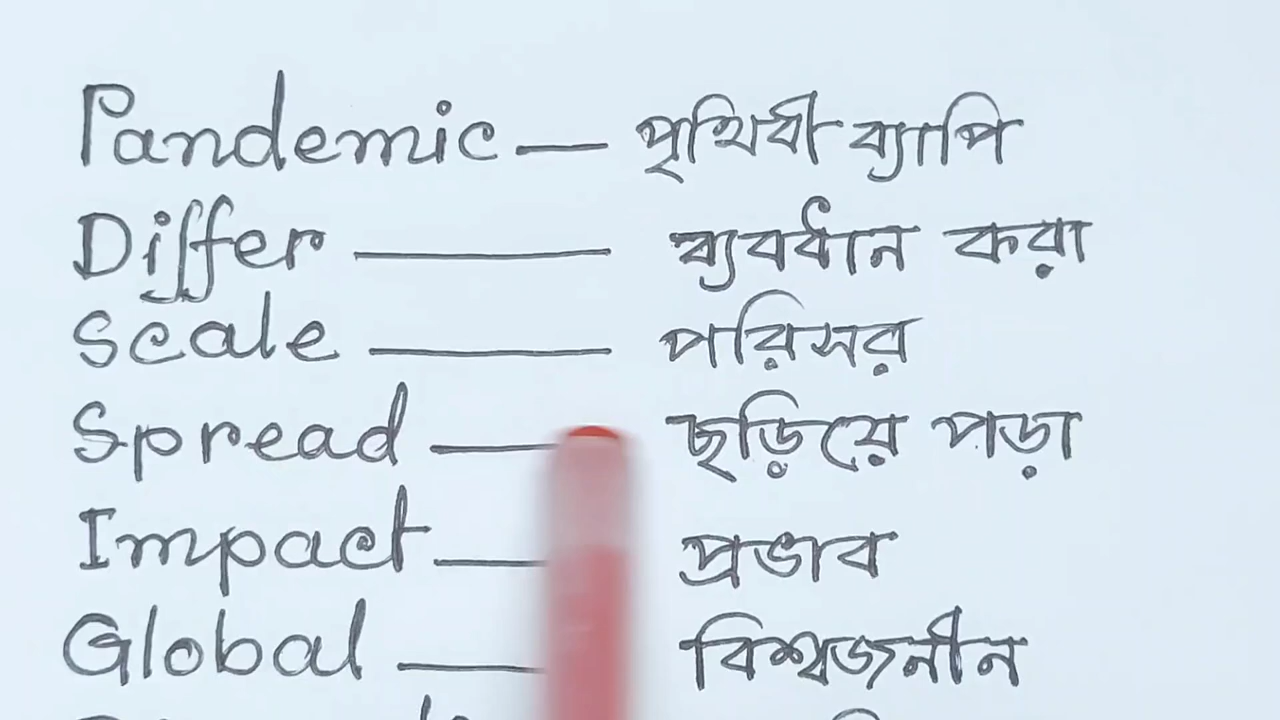 Pandemic — পৃথিবী ব্যাপি
Differ — ব্যবধান করা
Scale — পরিসর
Spread — ছড়িয়ে পড়া
Impact — প্রভাব
Global — বিশ্বজনীন